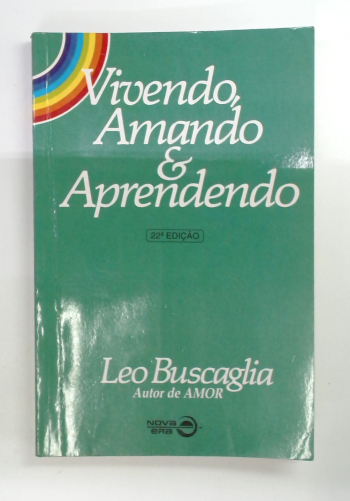 Vivendo,
Amando
&
Aprendendo
22ª EDIÇÃO
Leo Buscaglia
Autor de AMOR
NOVA
ERA